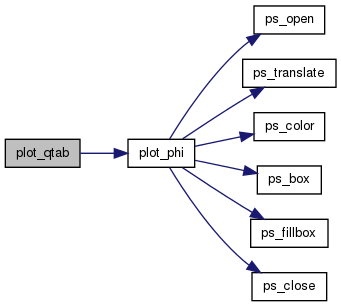 ps_open
ps_translate
ps_color
plot_qtab
plot_phi
ps_box
ps_fillbox
ps_close